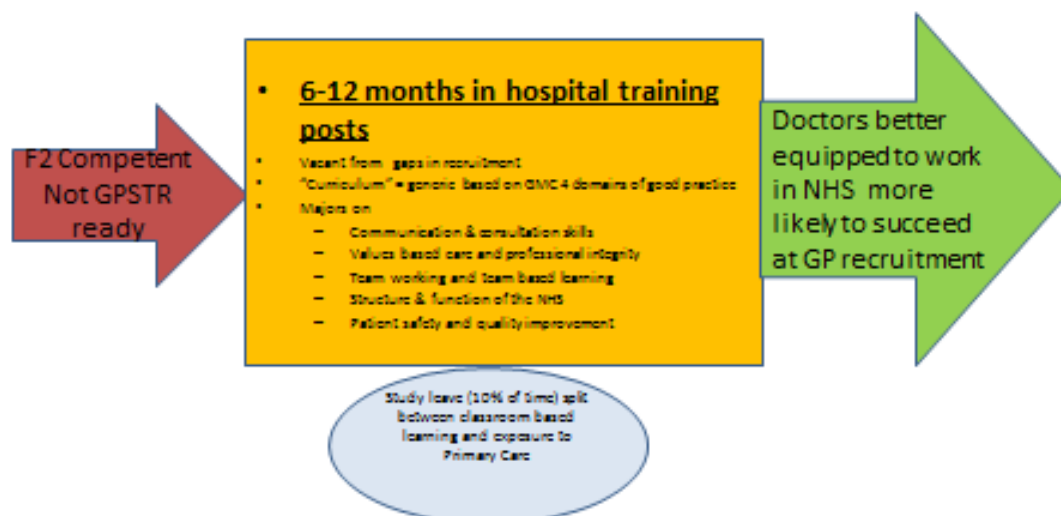 F2 Competent
Not GPSTR
ready
• 6-12 months in hospital training
posts
• Vacant from gaps in recruitment
• "Curriculum" = generic based on GMC 4 domains of good practice
• Majors on
– Communication & consultation skills
– Values based care and professional integrity
– Team working and team based learning
– Structure & function of the NHS
– Patient safety and quality improvement
Doctors better
equipped to work
in NHS more
likely to succeed
at GP recruitment
Study leave (10% of time) split
between classroom based
learning and exposure to
Primary Care